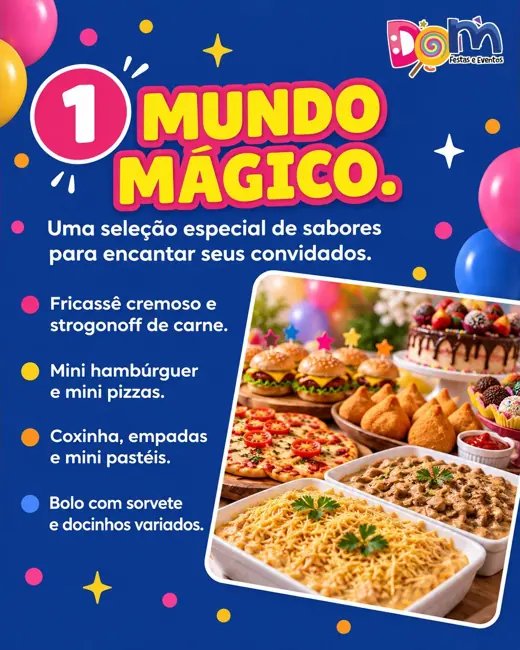 Dom
Festas e Eventos
1
MUNDO
MÁGICO.
Uma seleção especial de sabores
para encantar seus convidados.
Fricassê cremoso e
strogonoff de carne.
Mini hambúrguer
e mini pizzas.
Coxinha, empadas
e mini pastéis.
Bolo com sorvete
e docinhos variados.